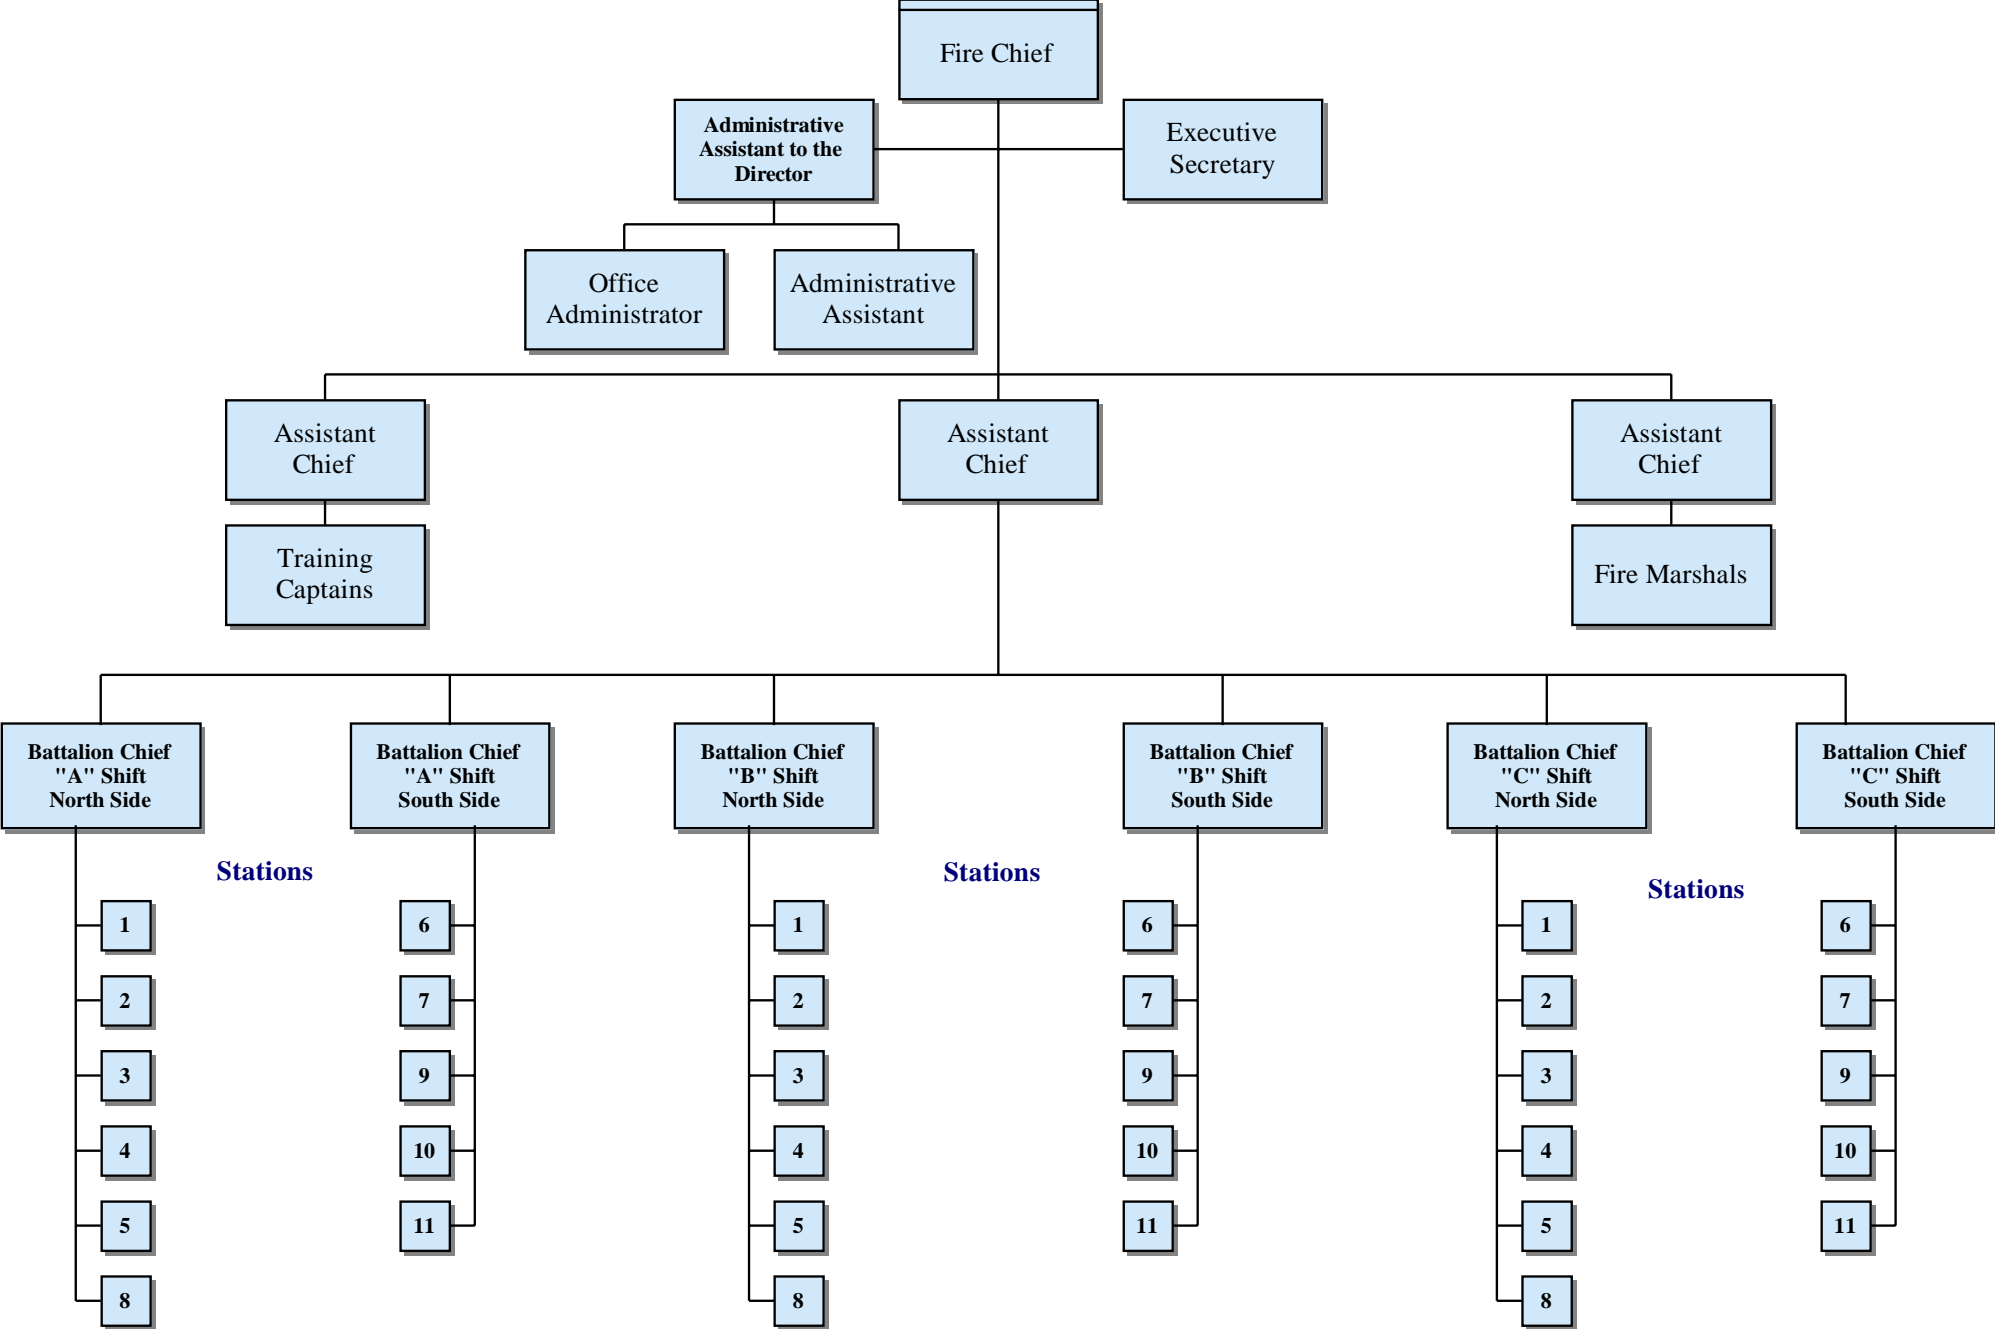 Fire Chief
Administrative
Assistant to the
Director
Executive
Secretary
Office
Administrator
Administrative
Assistant
Assistant
Chief
Assistant
Chief
Assistant
Chief
Training
Captains
Fire Marshals
Battalion Chief
"A" Shift
North Side
Battalion Chief
"A" Shift
South Side
Battalion Chief
"B" Shift
North Side
Battalion Chief
"B" Shift
South Side
Battalion Chief
"C" Shift
North Side
Battalion Chief
"C" Shift
South Side
Stations
1
2
3
4
5
8
6
7
9
10
11
Stations
1
2
3
4
5
8
6
7
9
10
11
Stations
1
2
3
4
5
8
6
7
9
10
11